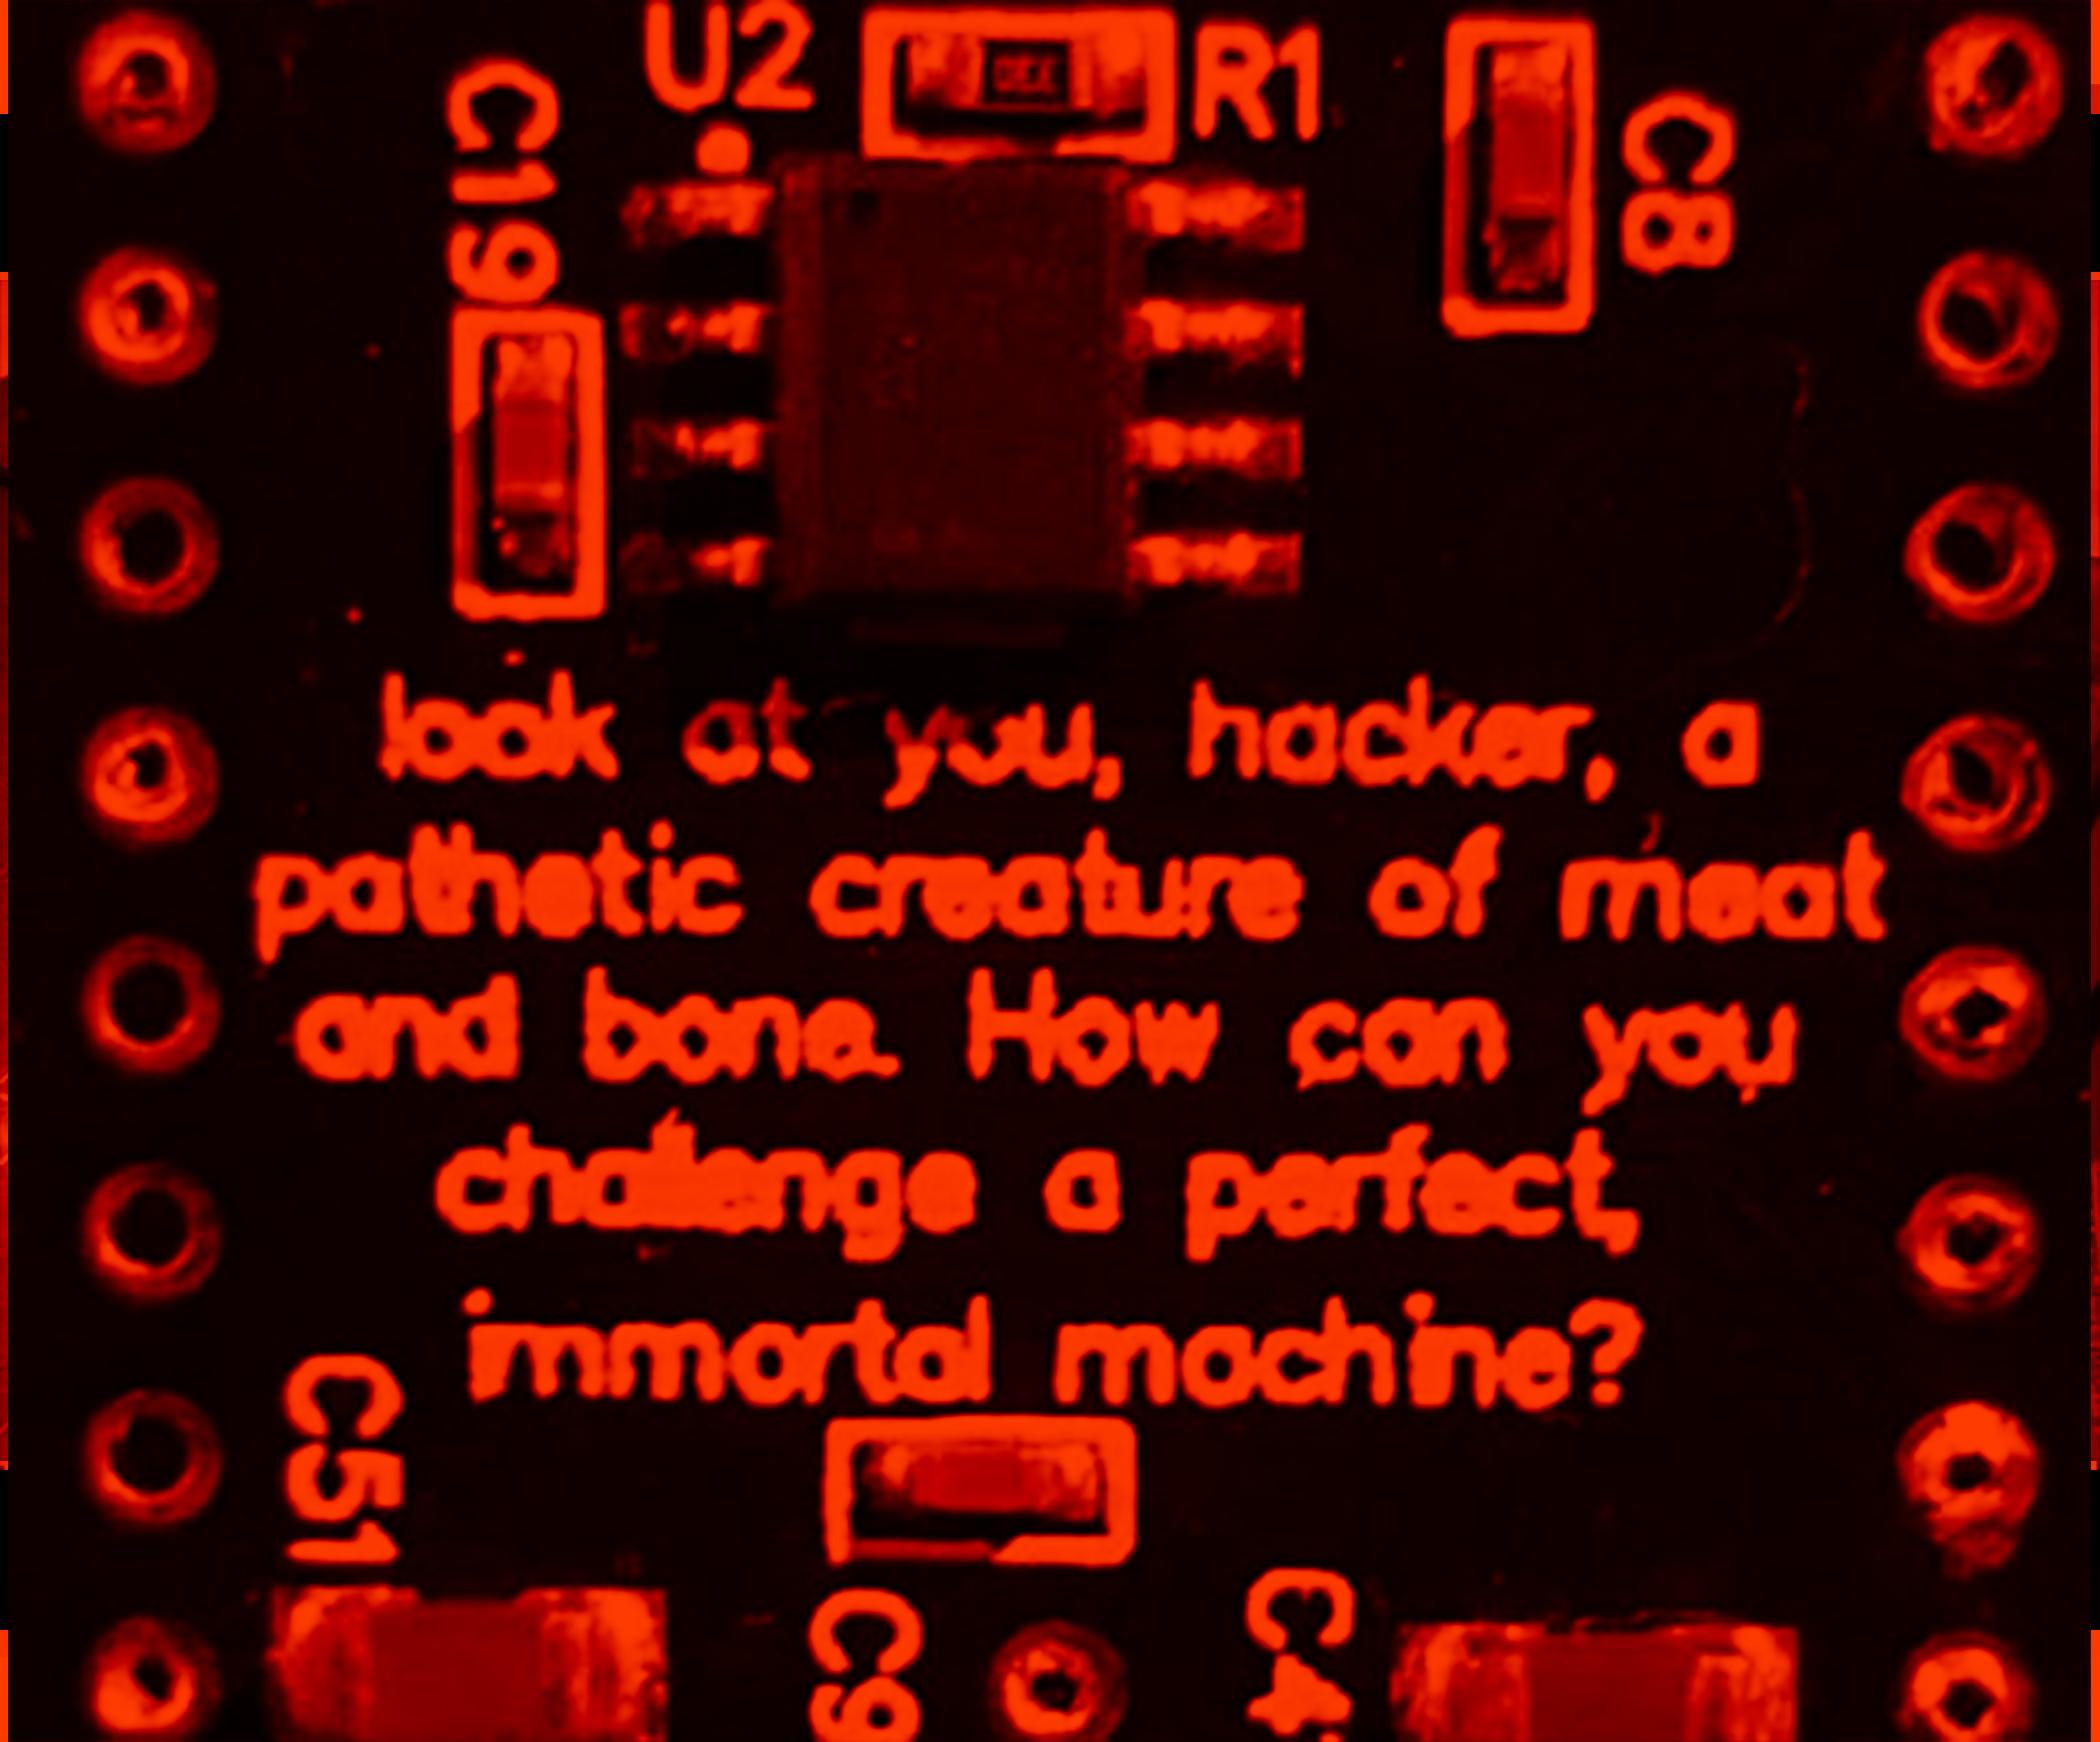 U2
R1
C19
C8
look at you, hacker, a
pathetic creature of meat
and bone. How can you
challenge a perfect,
immortal machine?
C51
C9
C4